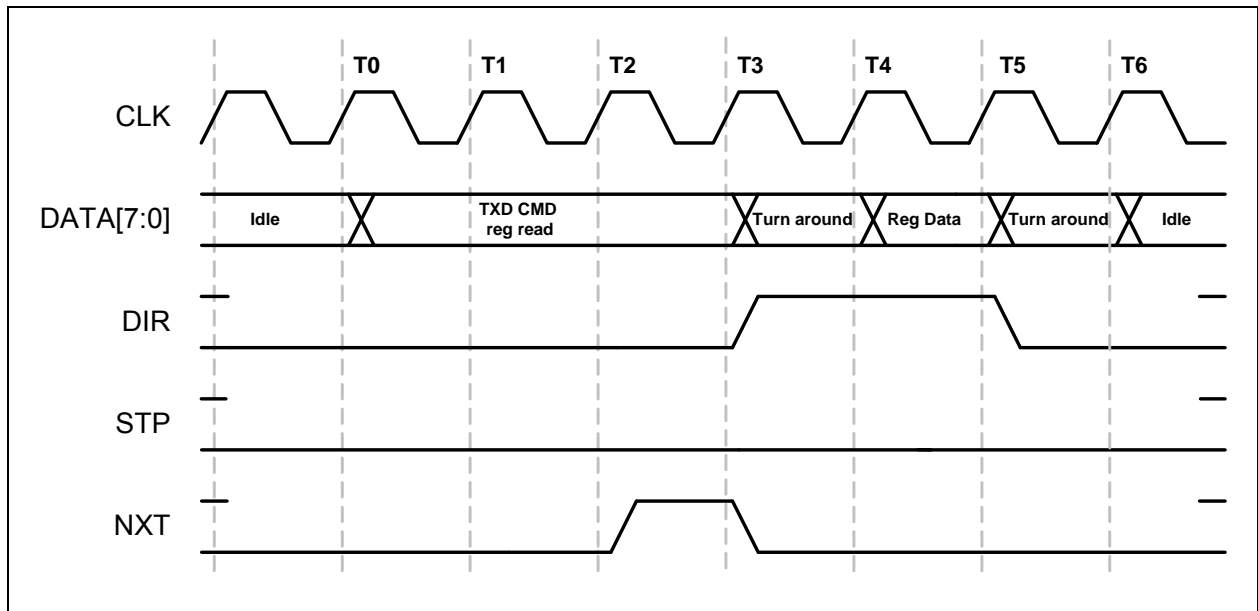 T0 T1 T2 T3 T4 T5 T6
CLK
DATA[7:0]
Idle
TXD CMD
reg read
Turn around
Reg Data
Turn around
Idle
DIR
STP
NXT